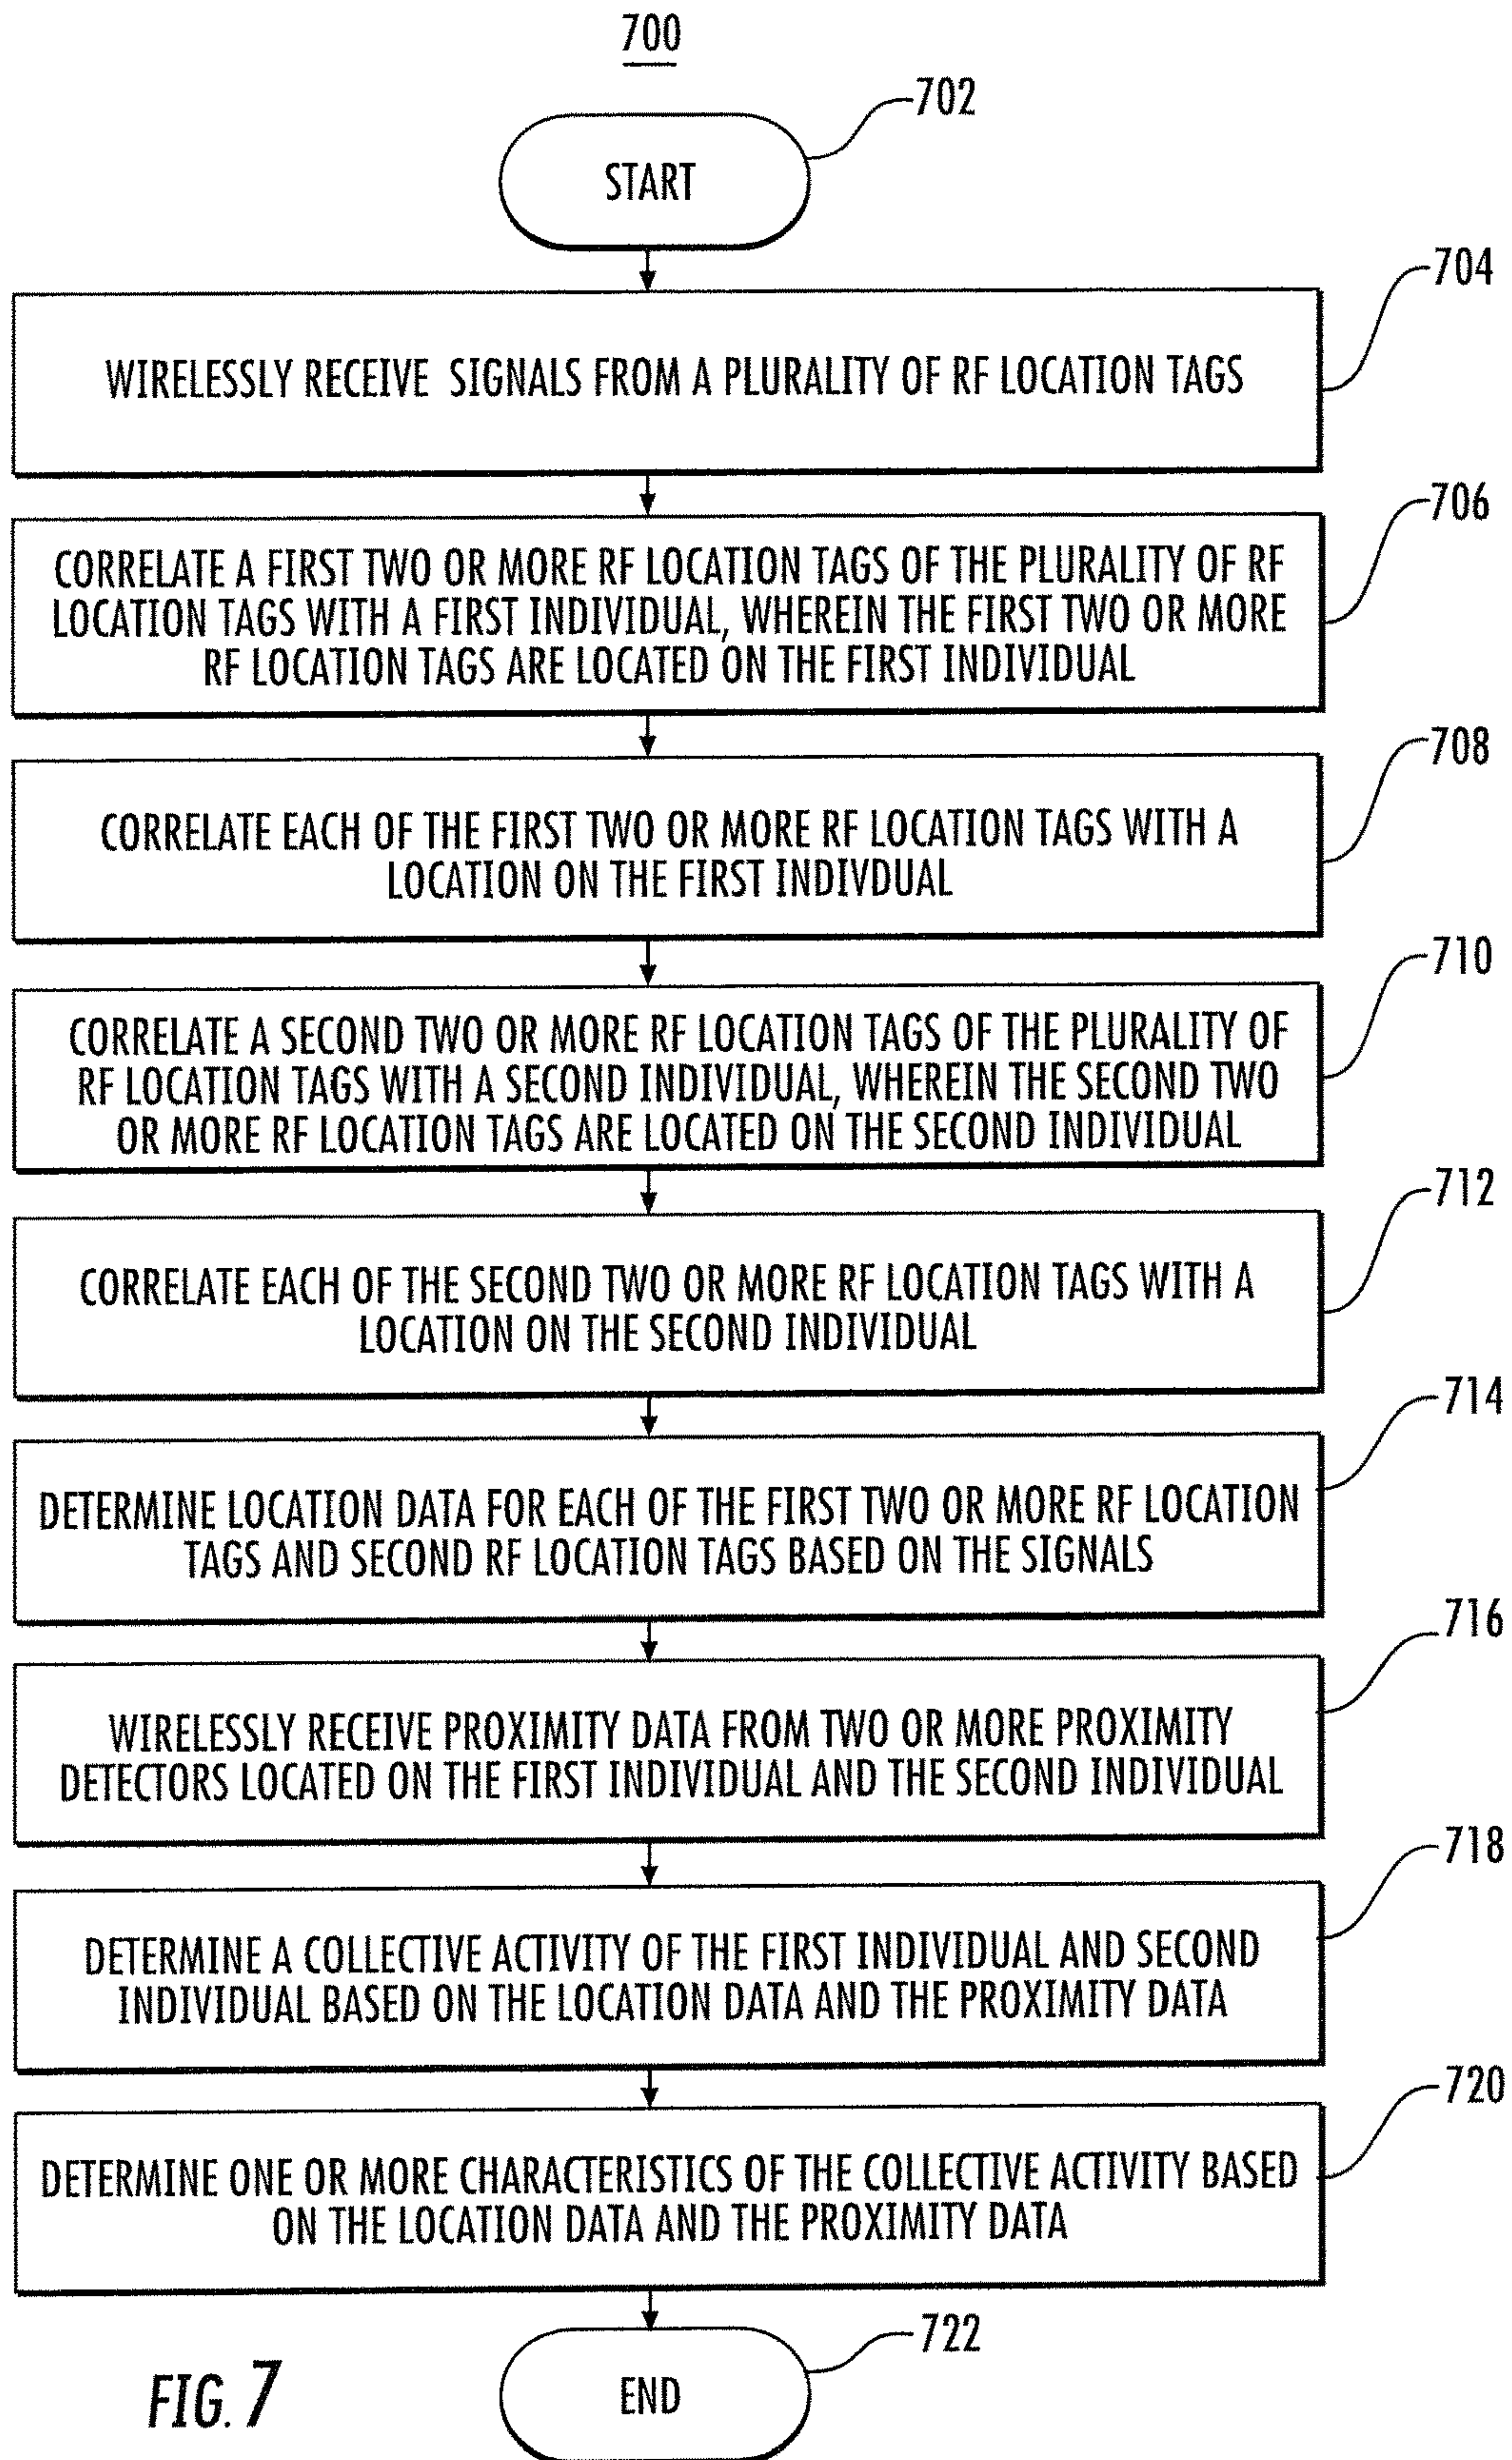 700
702
START
704
WIRELESSLY RECEIVE SIGNALS FROM A PLURALITY OF RF LOCATION TAGS
706
CORRELATE A FIRST TWO OR MORE RF LOCATION TAGS OF THE PLURALITY OF RF
LOCATION TAGS WITH A FIRST INDIVIDUAL, WHEREIN THE FIRST TWO OR MORE
RF LOCATION TAGS ARE LOCATED ON THE FIRST INDIVIDUAL
708
CORRELATE EACH OF THE FIRST TWO OR MORE RF LOCATION TAGS WITH A
LOCATION ON THE FIRST INDIVDUAL
710
CORRELATE A SECOND TWO OR MORE RF LOCATION TAGS OF THE PLURALITY OF
RF LOCATION TAGS WITH A SECOND INDIVIDUAL, WHEREIN THE SECOND TWO
OR MORE RF LOCATION TAGS ARE LOCATED ON THE SECOND INDIVIDUAL
712
CORRELATE EACH OF THE SECOND TWO OR MORE RF LOCATION TAGS WITH A
LOCATION ON THE SECOND INDIVIDUAL
714
DETERMINE LOCATION DATA FOR EACH OF THE FIRST TWO OR MORE RF LOCATION
TAGS AND SECOND RF LOCATION TAGS BASED ON THE SIGNALS
716
WIRELESSLY RECEIVE PROXIMITY DATA FROM TWO OR MORE PROXIMITY
DETECTORS LOCATED ON THE FIRST INDIVIDUAL AND THE SECOND INDIVIDUAL
718
DETERMINE A COLLECTIVE ACTIVITY OF THE FIRST INDIVIDUAL AND SECOND
INDIVIDUAL BASED ON THE LOCATION DATA AND THE PROXIMITY DATA
720
DETERMINE ONE OR MORE CHARACTERISTICS OF THE COLLECTIVE ACTIVITY BASED
ON THE LOCATION DATA AND THE PROXIMITY DATA
722
END
FIG. 7